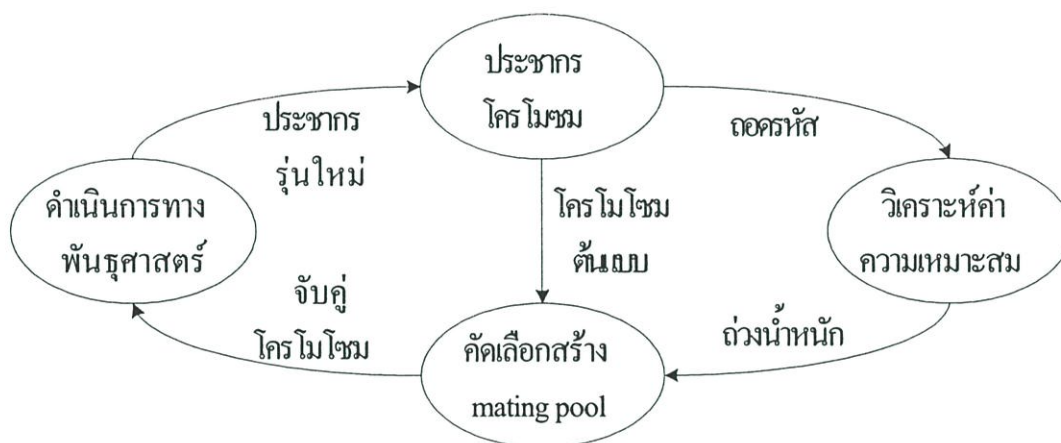 ประชากร
โครโมซม
ประชากร
รุ่นใหม่
ถอดรหัส
ดำเนินการทาง
พันธุศาสตร์
โครโมโซม
ต้นแบบ
วิเคราะห์ค่า
ความเหมาะสม
จับคู่
โครโมโซม
ถ่วงน้ำหนัก
คัดเลือกสร้าง
mating pool